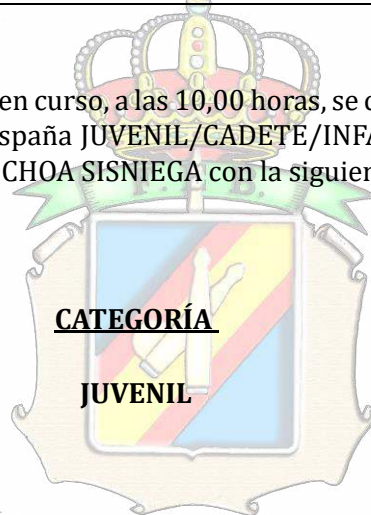 en curso, a las 10,00 horas, se
spaña JUVENIL/CADETE/INFA
CHOA SISNIEGA con la siguien
CATEGORÍA
JUVENIL